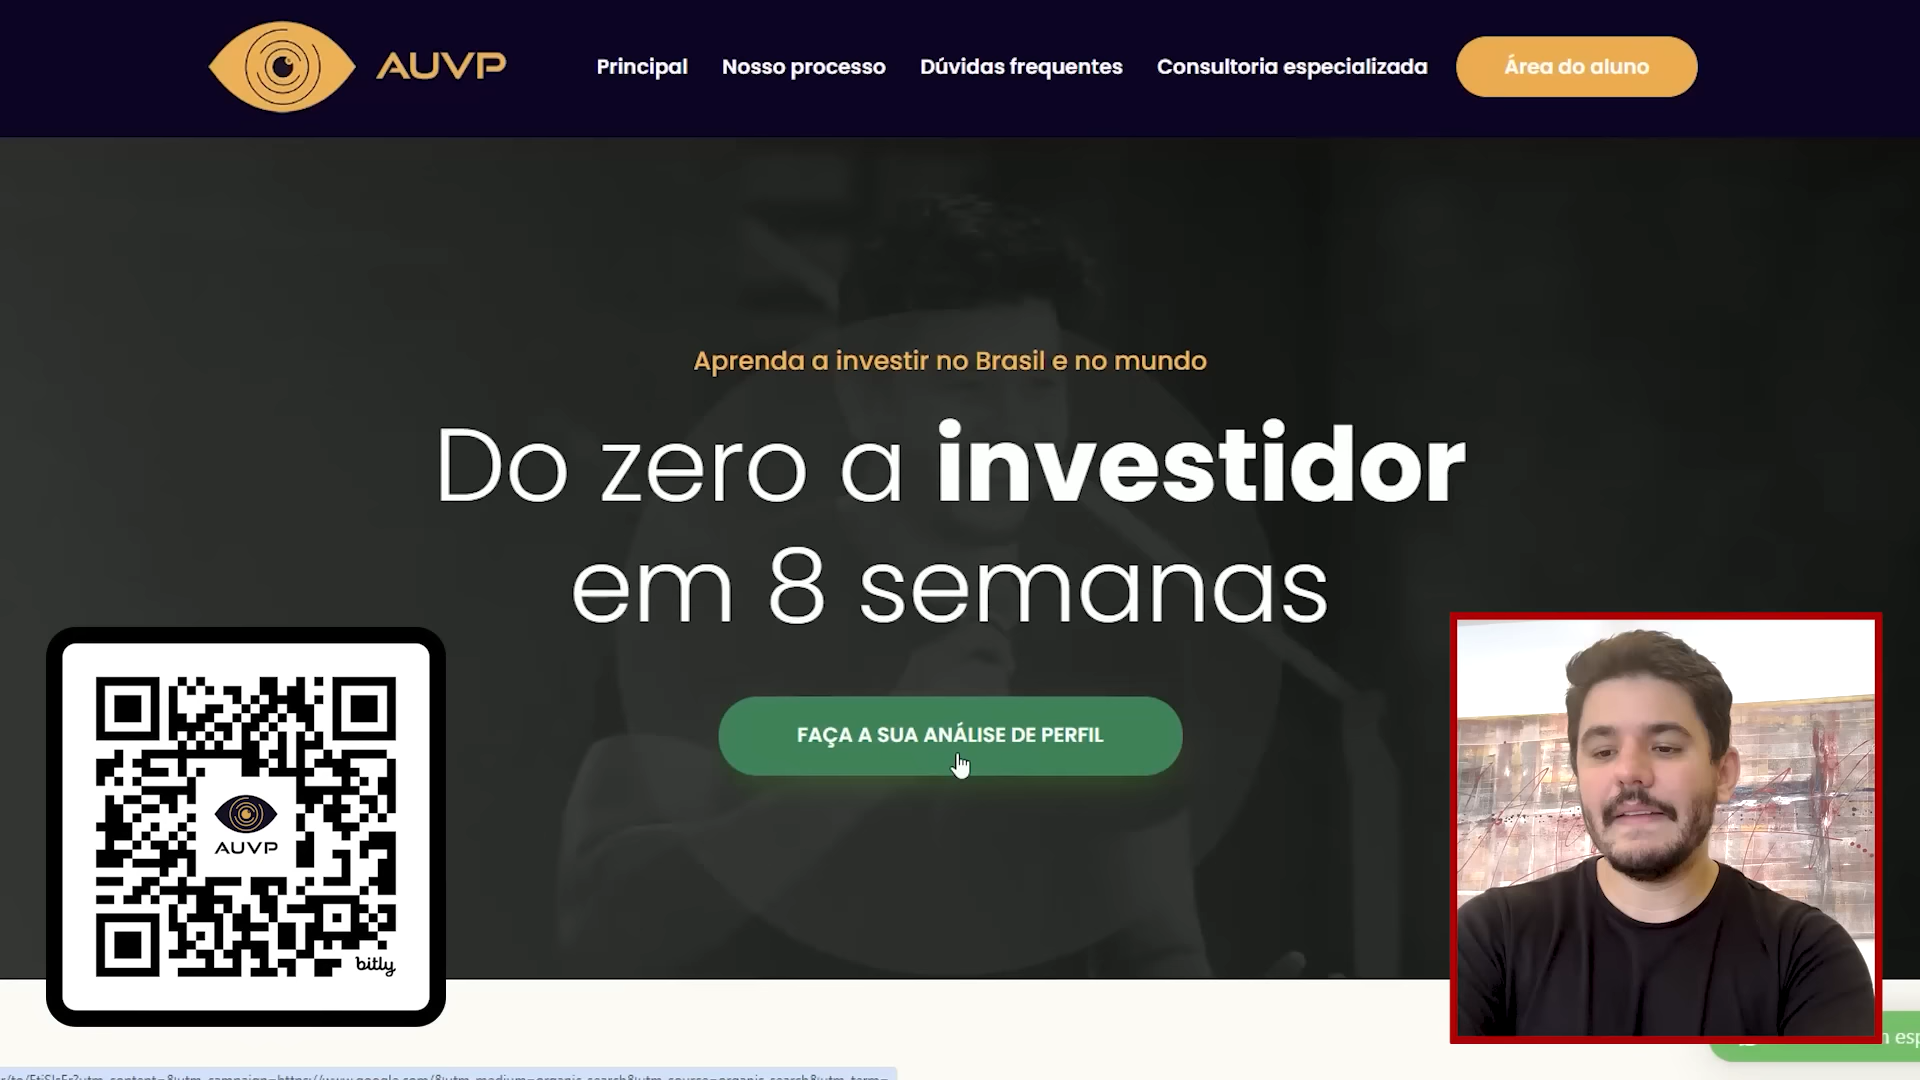 AUVP
Principal
Nosso processo
Dúvidas frequentes
Consultoria especializada
Área do aluno
Aprenda a investir no Brasil e no mundo
Do zero a investidor
em 8 semanas
FAÇA A SUA ANÁLISE DE PERFIL
AUVP
bitly
esp